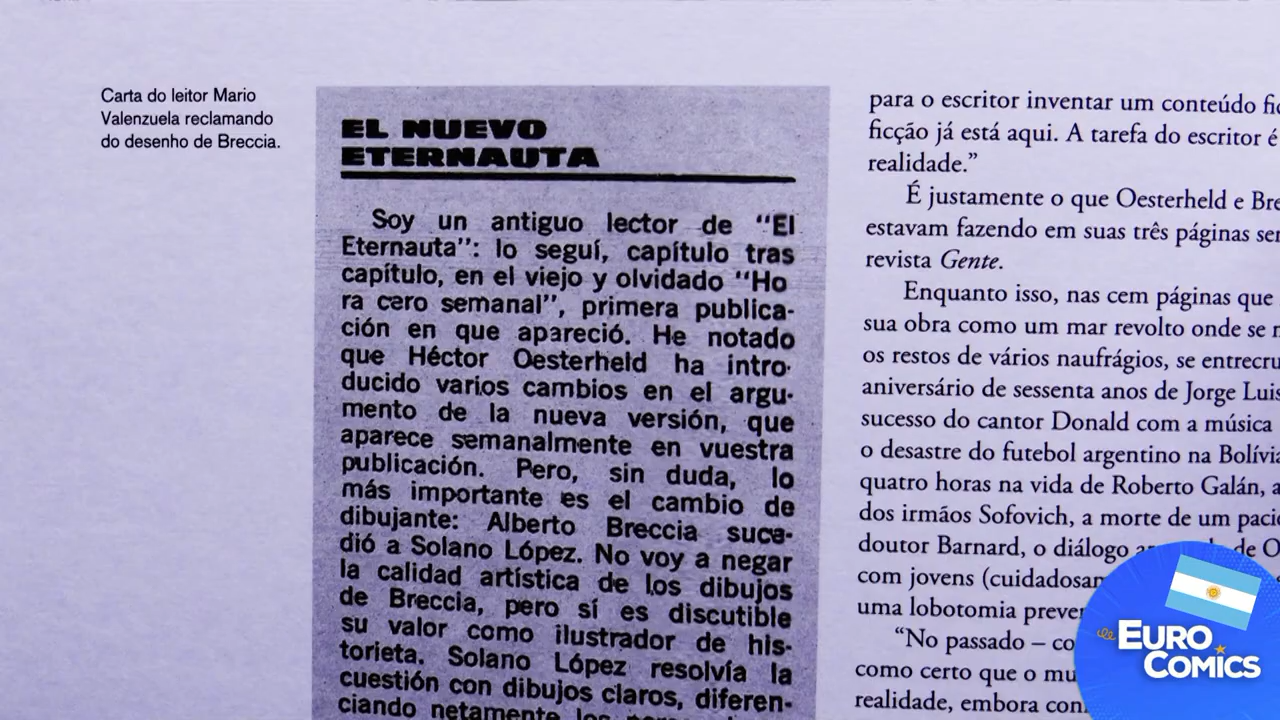 Carta do leitor Mario
Valenzuela reclamando
do desenho de Breccia.
EL NUEVO
ETERNAUTA
Soy un antiguo lector de "El
Eternauta": lo seguí, capítulo tras
capítulo, en el viejo y olvidado "Ho
ra cero semanal", primera publica-
ción en que apareció. He notado
que Héctor Oesterheld ha intro-
ducido varios cambios en el argu-
mento de la nueva versión, que
aparece semanalmente en vuestra
publicación. Pero, sin duda, lo
más importante es el cambio de
dibujante: Alberto Breccia suce-
dió a Solano López. No voy a negar
la calidad artística de los dibujos
de Breccia, pero sí es discutible
su valor como ilustrador de his-
torieta. Solano López resolvía la
cuestión con dibujos claros, diferen-
ciando netamente los
para o escritor inventar um conteúdo
ficção já está aqui. A tarefa do escritor é
realidade.”
É justamente o que Oesterheld e
estavam fazendo em suas três páginas
revista Gente.
Enquanto isso, nas cem páginas que
sua obra como um mar revolto onde se
os restos de vários naufrágios, se
aniversário de sessenta anos de Jorge
sucesso do cantor Donald com a música
o desastre do futebol argentino na
quatro horas na vida de Roberto Galán,
dos irmãos Sofovich, a morte de um
doutor Barnard, o diálogo de
com jovens
uma lobotomia
“No passado –
como certo que o
realidade, embora
EURO
COMICS